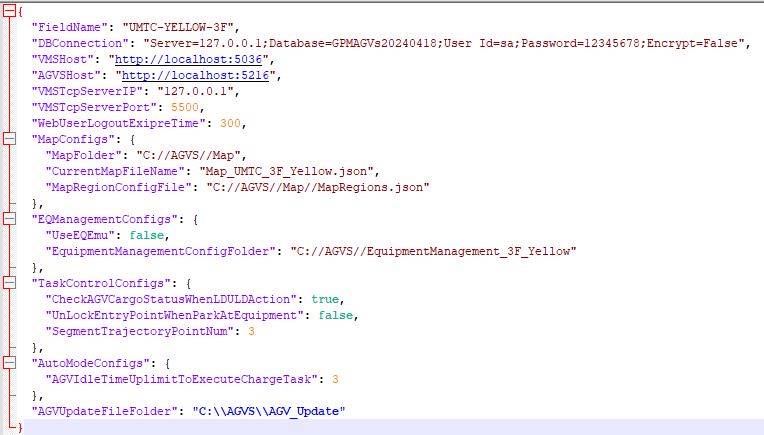 {
"FieldName": "UMTC-YELLOW-3F",
"DBConnection": "Server=127.0.0.1;Database=GPMAGVs20240418;User Id=sa;Password=12345678;Encrypt=False",
"VMSHost": "http://localhost:5036",
"AGVSHost": "http://localhost:5216",
"VMSTcpServerIP": "127.0.0.1",
"VMSTcpServerPort": 5500,
"WebUserLogoutExipreTime": 300,
"MapConfigs": {
"MapFolder": "C://AGVS//Map",
"CurrentMapFileName": "Map_UMTC_3F_Yellow.json",
"MapRegionConfigFile": "C://AGVS//Map//MapRegions.json"
},
"EQManagementConfigs": {
"UseEQEmu": false,
"EquipmentManagementConfigFolder": "C://AGVS//EquipmentManagement_3F_Yellow"
},
"TaskControlConfigs": {
"CheckAGVCargoStatusWhenLDULDAction": true,
"UnLockEntryPointWhenParkAtEquipment": false,
"SegmentTrajectoryPointNum": 3
},
"AutoModeConfigs": {
"AGVIdleTimeUplimitToExecuteChargeTask": 3
},
"AGVUpdateFileFolder": "C:\\AGVS\\AGV_Update"
}